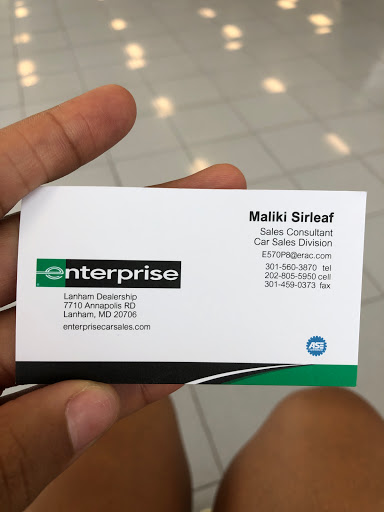 Maliki Sirleaf
Sales Consultant
Car Sales Division
E570P8@erac.com
301-560-3870 tel
202-805-5950 cell
301-459-0373 fax
enterprise
Lanham Dealership
7710 Annapolis RD
Lanham, MD 20706
enterprisecarsales.com
ASE